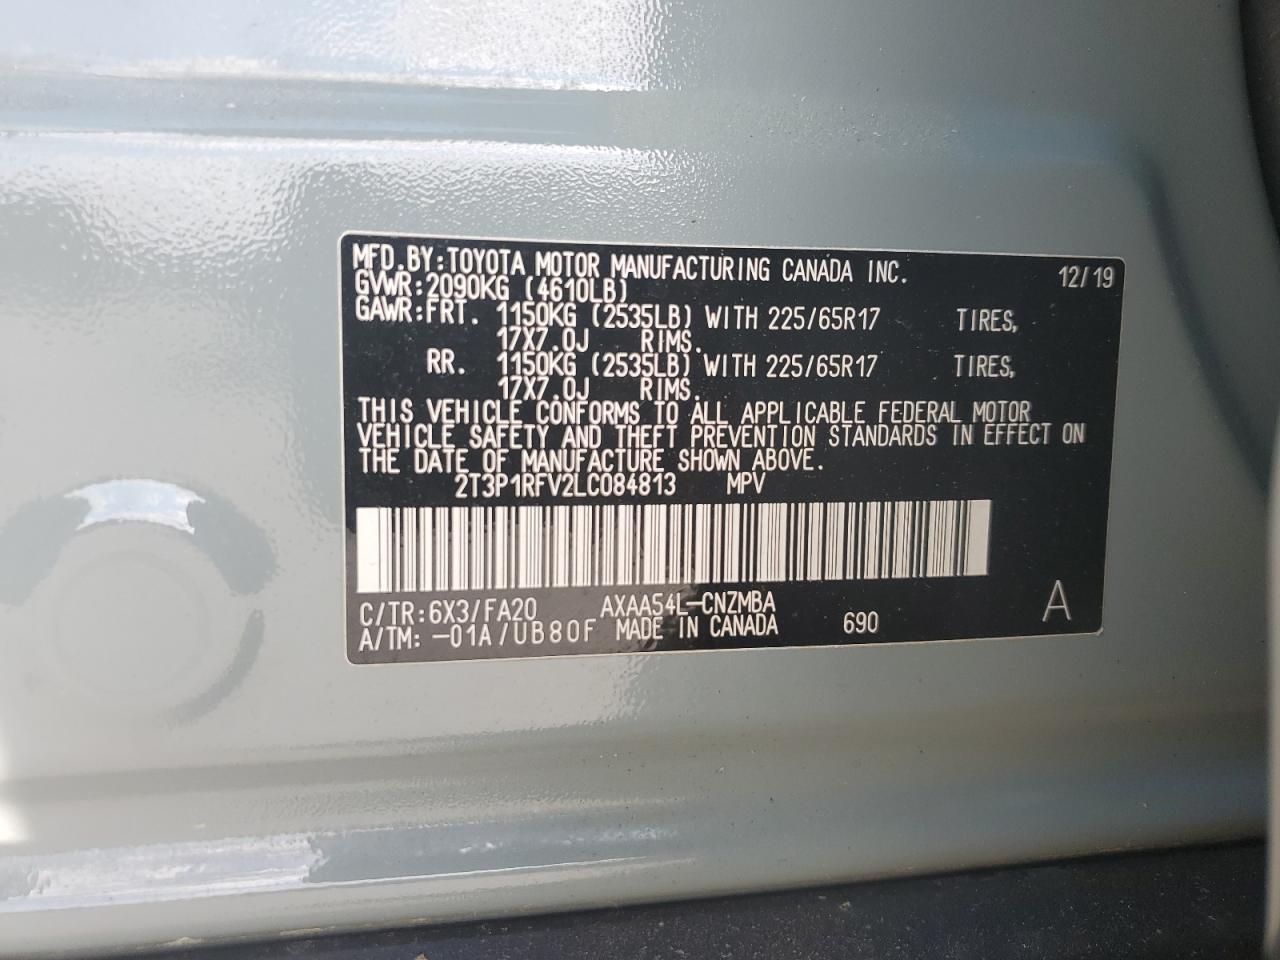 MFD.BY:TOYOTA MOTOR MANUFACTURING CANADA INC. 12/19
GVWR:2090KG (4610LB)
GAWR:FRT. 1150KG (2535LB) WITH 225/65R17 TIRES,
17X7.0J RIMS.
RR. 1150KG (2535LB) WITH 225/65R17 TIRES,
17X7.0J RIMS.
THIS VEHICLE CONFORMS TO ALL APPLICABLE FEDERAL MOTOR
VEHICLE SAFETY AND THEFT PREVENTION STANDARDS IN EFFECT ON
THE DATE OF MANUFACTURE SHOWN ABOVE.
2T3P1RFV2LC084813 MPV
C/TR:6X3/FA20 AXAA54L-CNZMBA A
A/TM:-01A/UB80F MADE IN CANADA 690